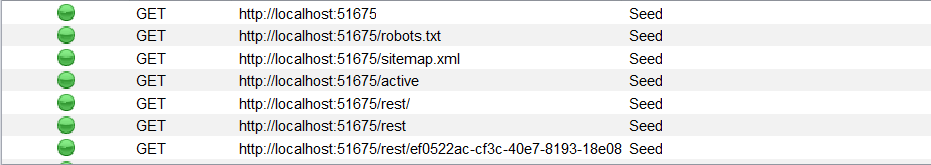 GET http://localhost:51675 Seed
GET http://localhost:51675/robots.txt Seed
GET http://localhost:51675/sitemap.xml Seed
GET http://localhost:51675/active Seed
GET http://localhost:51675/rest/ Seed
GET http://localhost:51675/rest Seed
GET http://localhost:51675/rest/ef0522ac-cf3c-40e7-8193-18e08 Seed